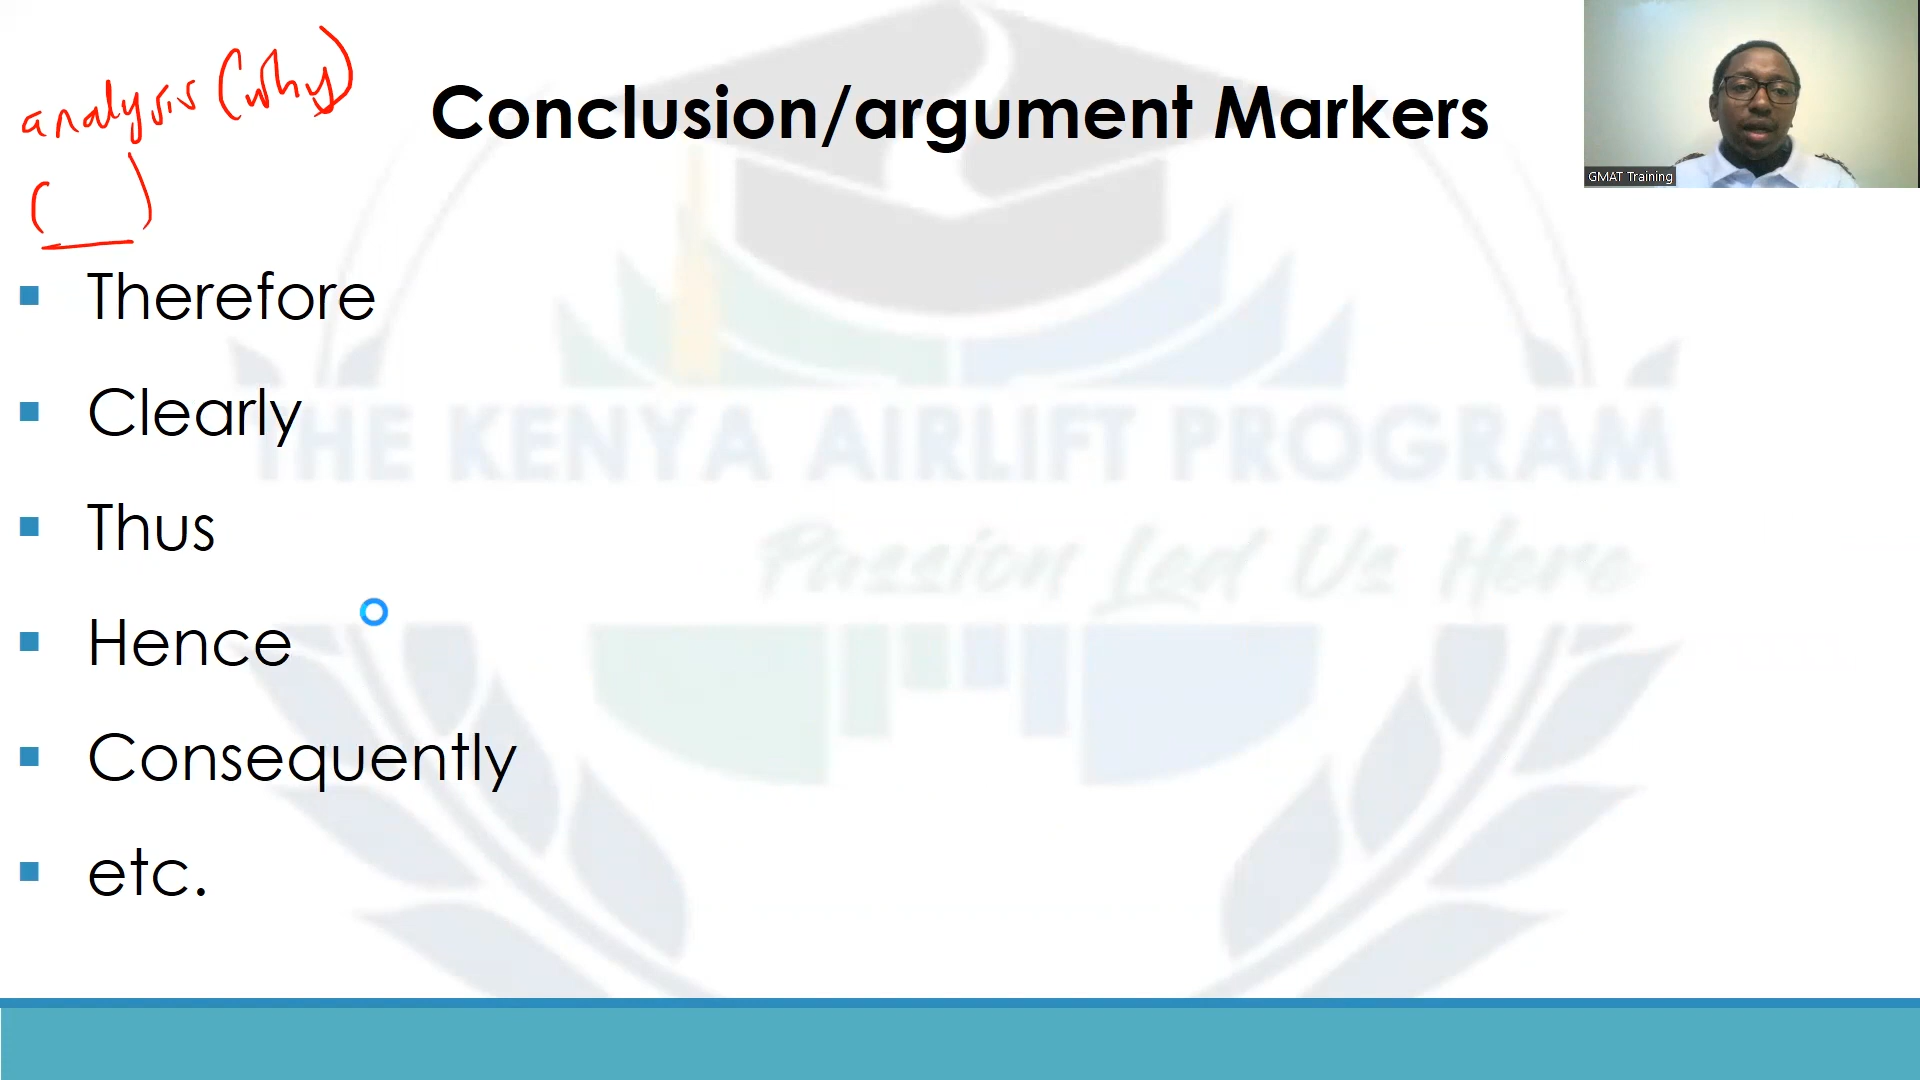 analysis (why)
Conclusion/argument Markers
GMAT Training
( )
Therefore
Clearly
Thus
Hence
Consequently
etc.
THE KENYA AIRLIFT PROGRAM
Passion Led Us Here